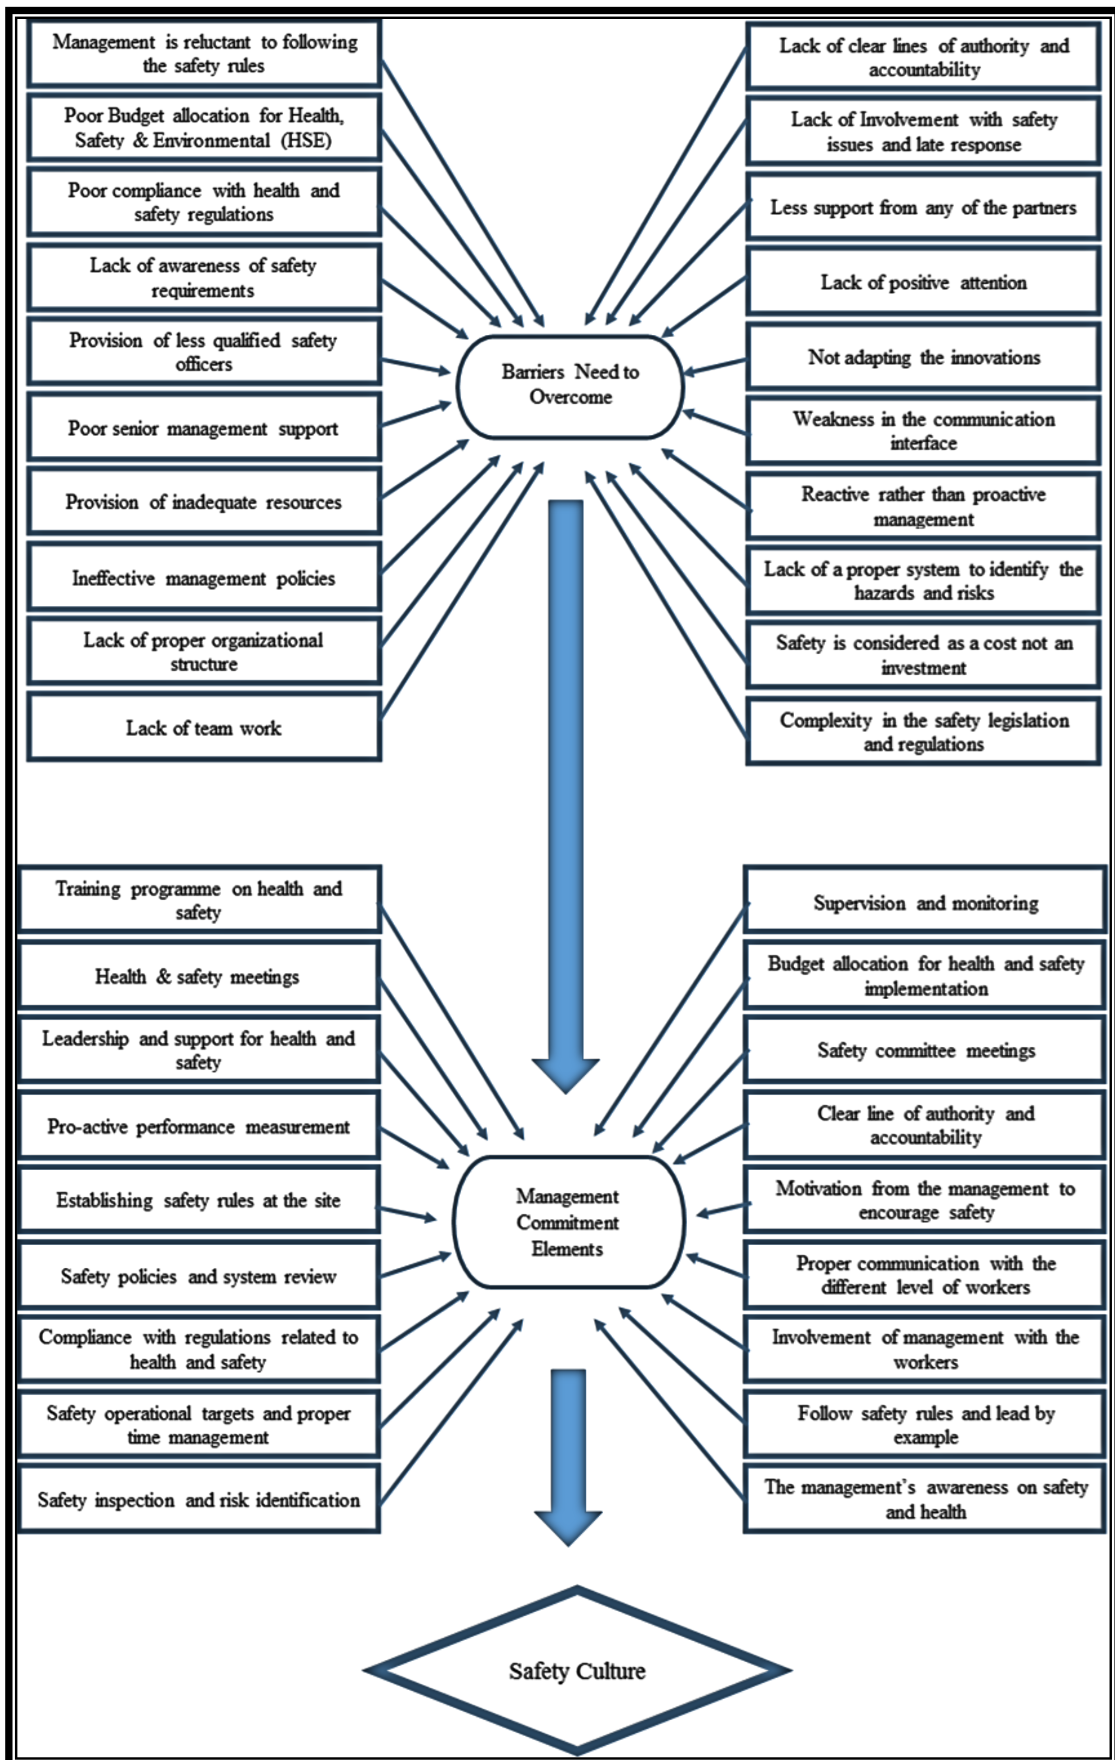 Management is reluctant to following
the safety rules
Poor Budget allocation for Health,
Safety & Environmental (HSE)
Poor compliance with health and
safety regulations
Lack of awareness of safety
requirements
Provision of less qualified safety
officers
Poor senior management support
Provision of inadequate resources
Ineffective management policies
Lack of proper organizational
structure
Lack of team work
Lack of clear lines of authority and
accountability
Lack of Involvement with safety
issues and late response
Less support from any of the partners
Lack of positive attention
Not adapting the innovations
Weakness in the communication
interface
Reactive rather than proactive
management
Lack of a proper system to identify the
hazards and risks
Safety is considered as a cost not an
investment
Complexity in the safety legislation
and regulations
Barriers Need to
Overcome
Training programme on health and
safety
Health & safety meetings
Leadership and support for health and
safety
Pro-active performance measurement
Establishing safety rules at the site
Safety policies and system review
Compliance with regulations related to
health and safety
Safety operational targets and proper
time management
Safety inspection and risk identification
Supervision and monitoring
Budget allocation for health and safety
implementation
Safety committee meetings
Clear line of authority and
accountability
Motivation from the management to
encourage safety
Proper communication with the
different level of workers
Involvement of management with the
workers
Follow safety rules and lead by
example
The management's awareness on safety
and health
Management
Commitment
Elements
Safety Culture